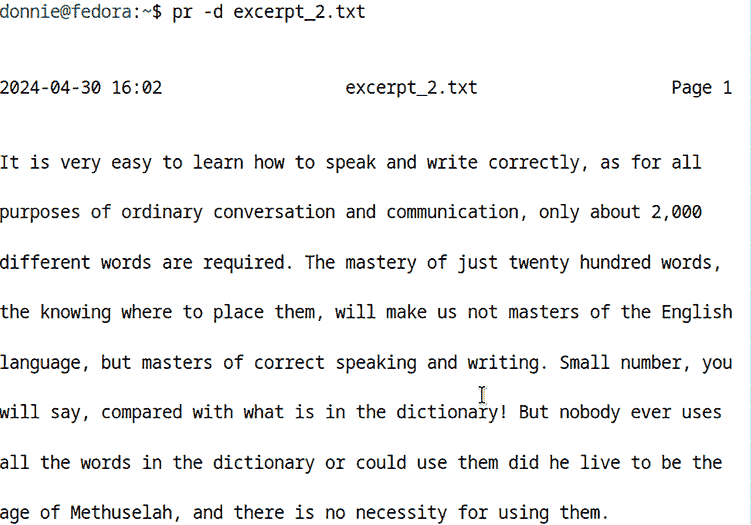 donnie@fedora:~$ pr -d excerpt_2.txt
2024-04-30 16:02 excerpt_2.txt Page 1
It is very easy to learn how to speak and write correctly, as for all
purposes of ordinary conversation and communication, only about 2,000
different words are required. The mastery of just twenty hundred words,
the knowing where to place them, will make us not masters of the English
language, but masters of correct speaking and writing. Small number, you
will say, compared with what is in the dictionary! But nobody ever uses
all the words in the dictionary or could use them did he live to be the
age of Methuselah, and there is no necessity for using them.